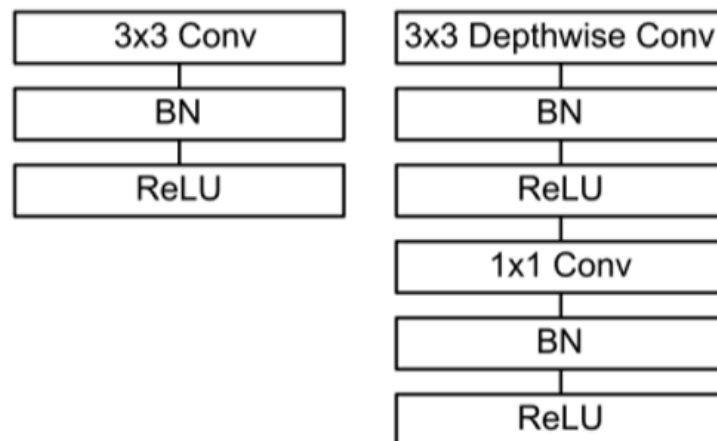 3x3 Conv
BN
ReLU
3x3 Depthwise Conv
BN
ReLU
1x1 Conv
BN
ReLU